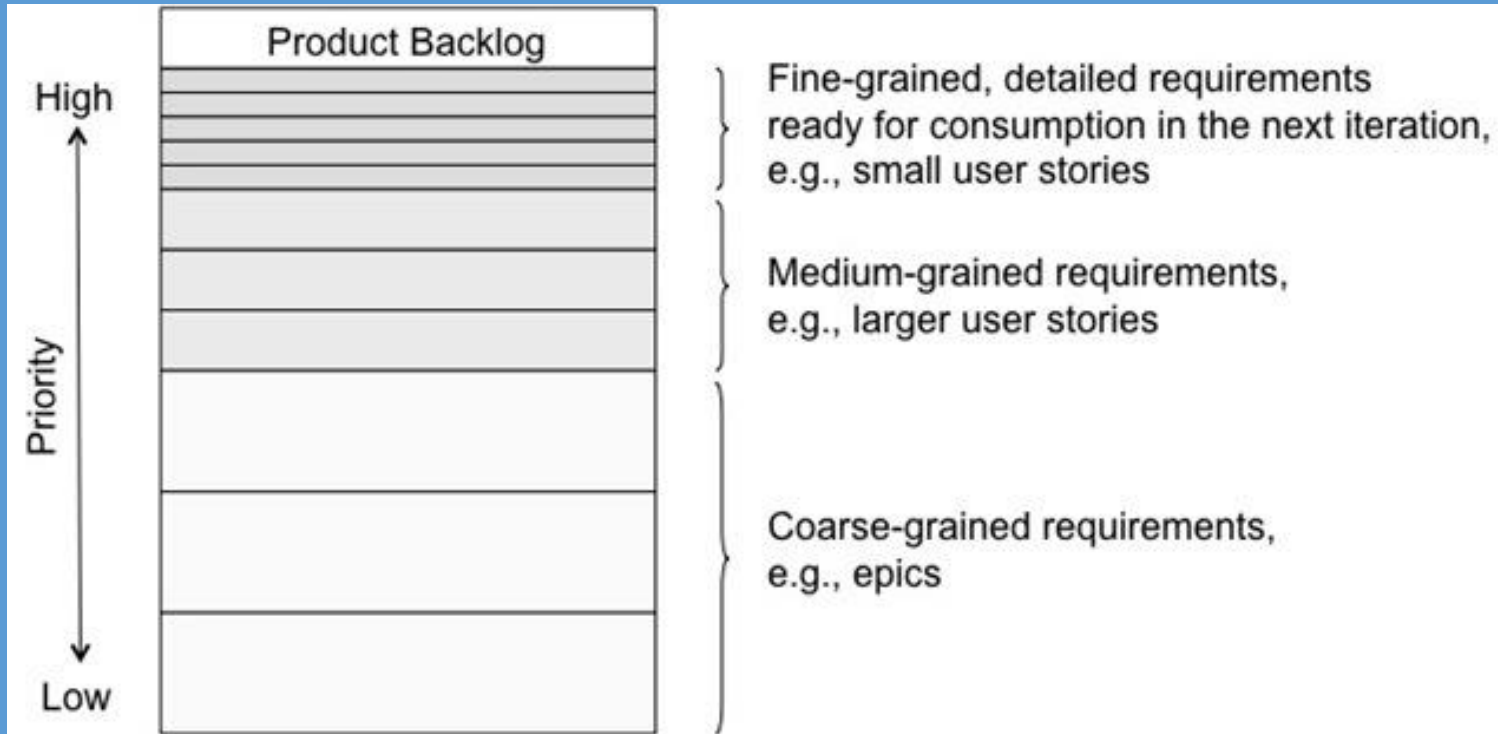 Product Backlog
High
Priority
Low
Fine-grained, detailed requirements
ready for consumption in the next iteration,
e.g., small user stories
Medium-grained requirements,
e.g., larger user stories
Coarse-grained requirements,
e.g., epics